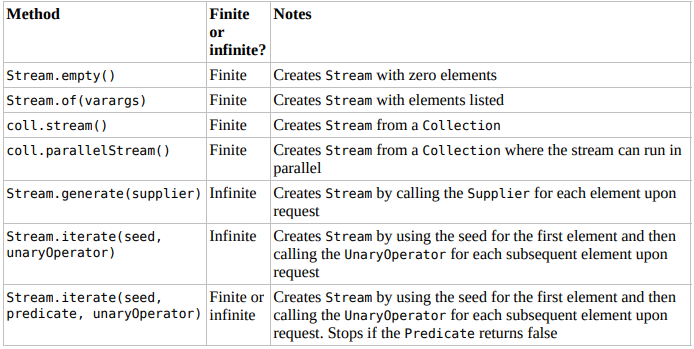 Method Finite or infinite? Notes
Stream.empty() Finite Creates Stream with zero elements
Stream.of(varargs) Finite Creates Stream with elements listed
coll.stream() Finite Creates Stream from a Collection
coll.parallelStream() Finite Creates Stream from a Collection where the stream can run in
parallel
Stream.generate(supplier) Infinite Creates Stream by calling the Supplier for each element upon
request
Stream.iterate(seed, Infinite Creates Stream by using the seed for the first element and then
unaryOperator) calling the UnaryOperator for each subsequent element upon
request
Stream.iterate(seed, Finite or Creates Stream by using the seed for the first element and then
predicate, unaryOperator) infinite calling the UnaryOperator for each subsequent element upon
request. Stops if the Predicate returns false